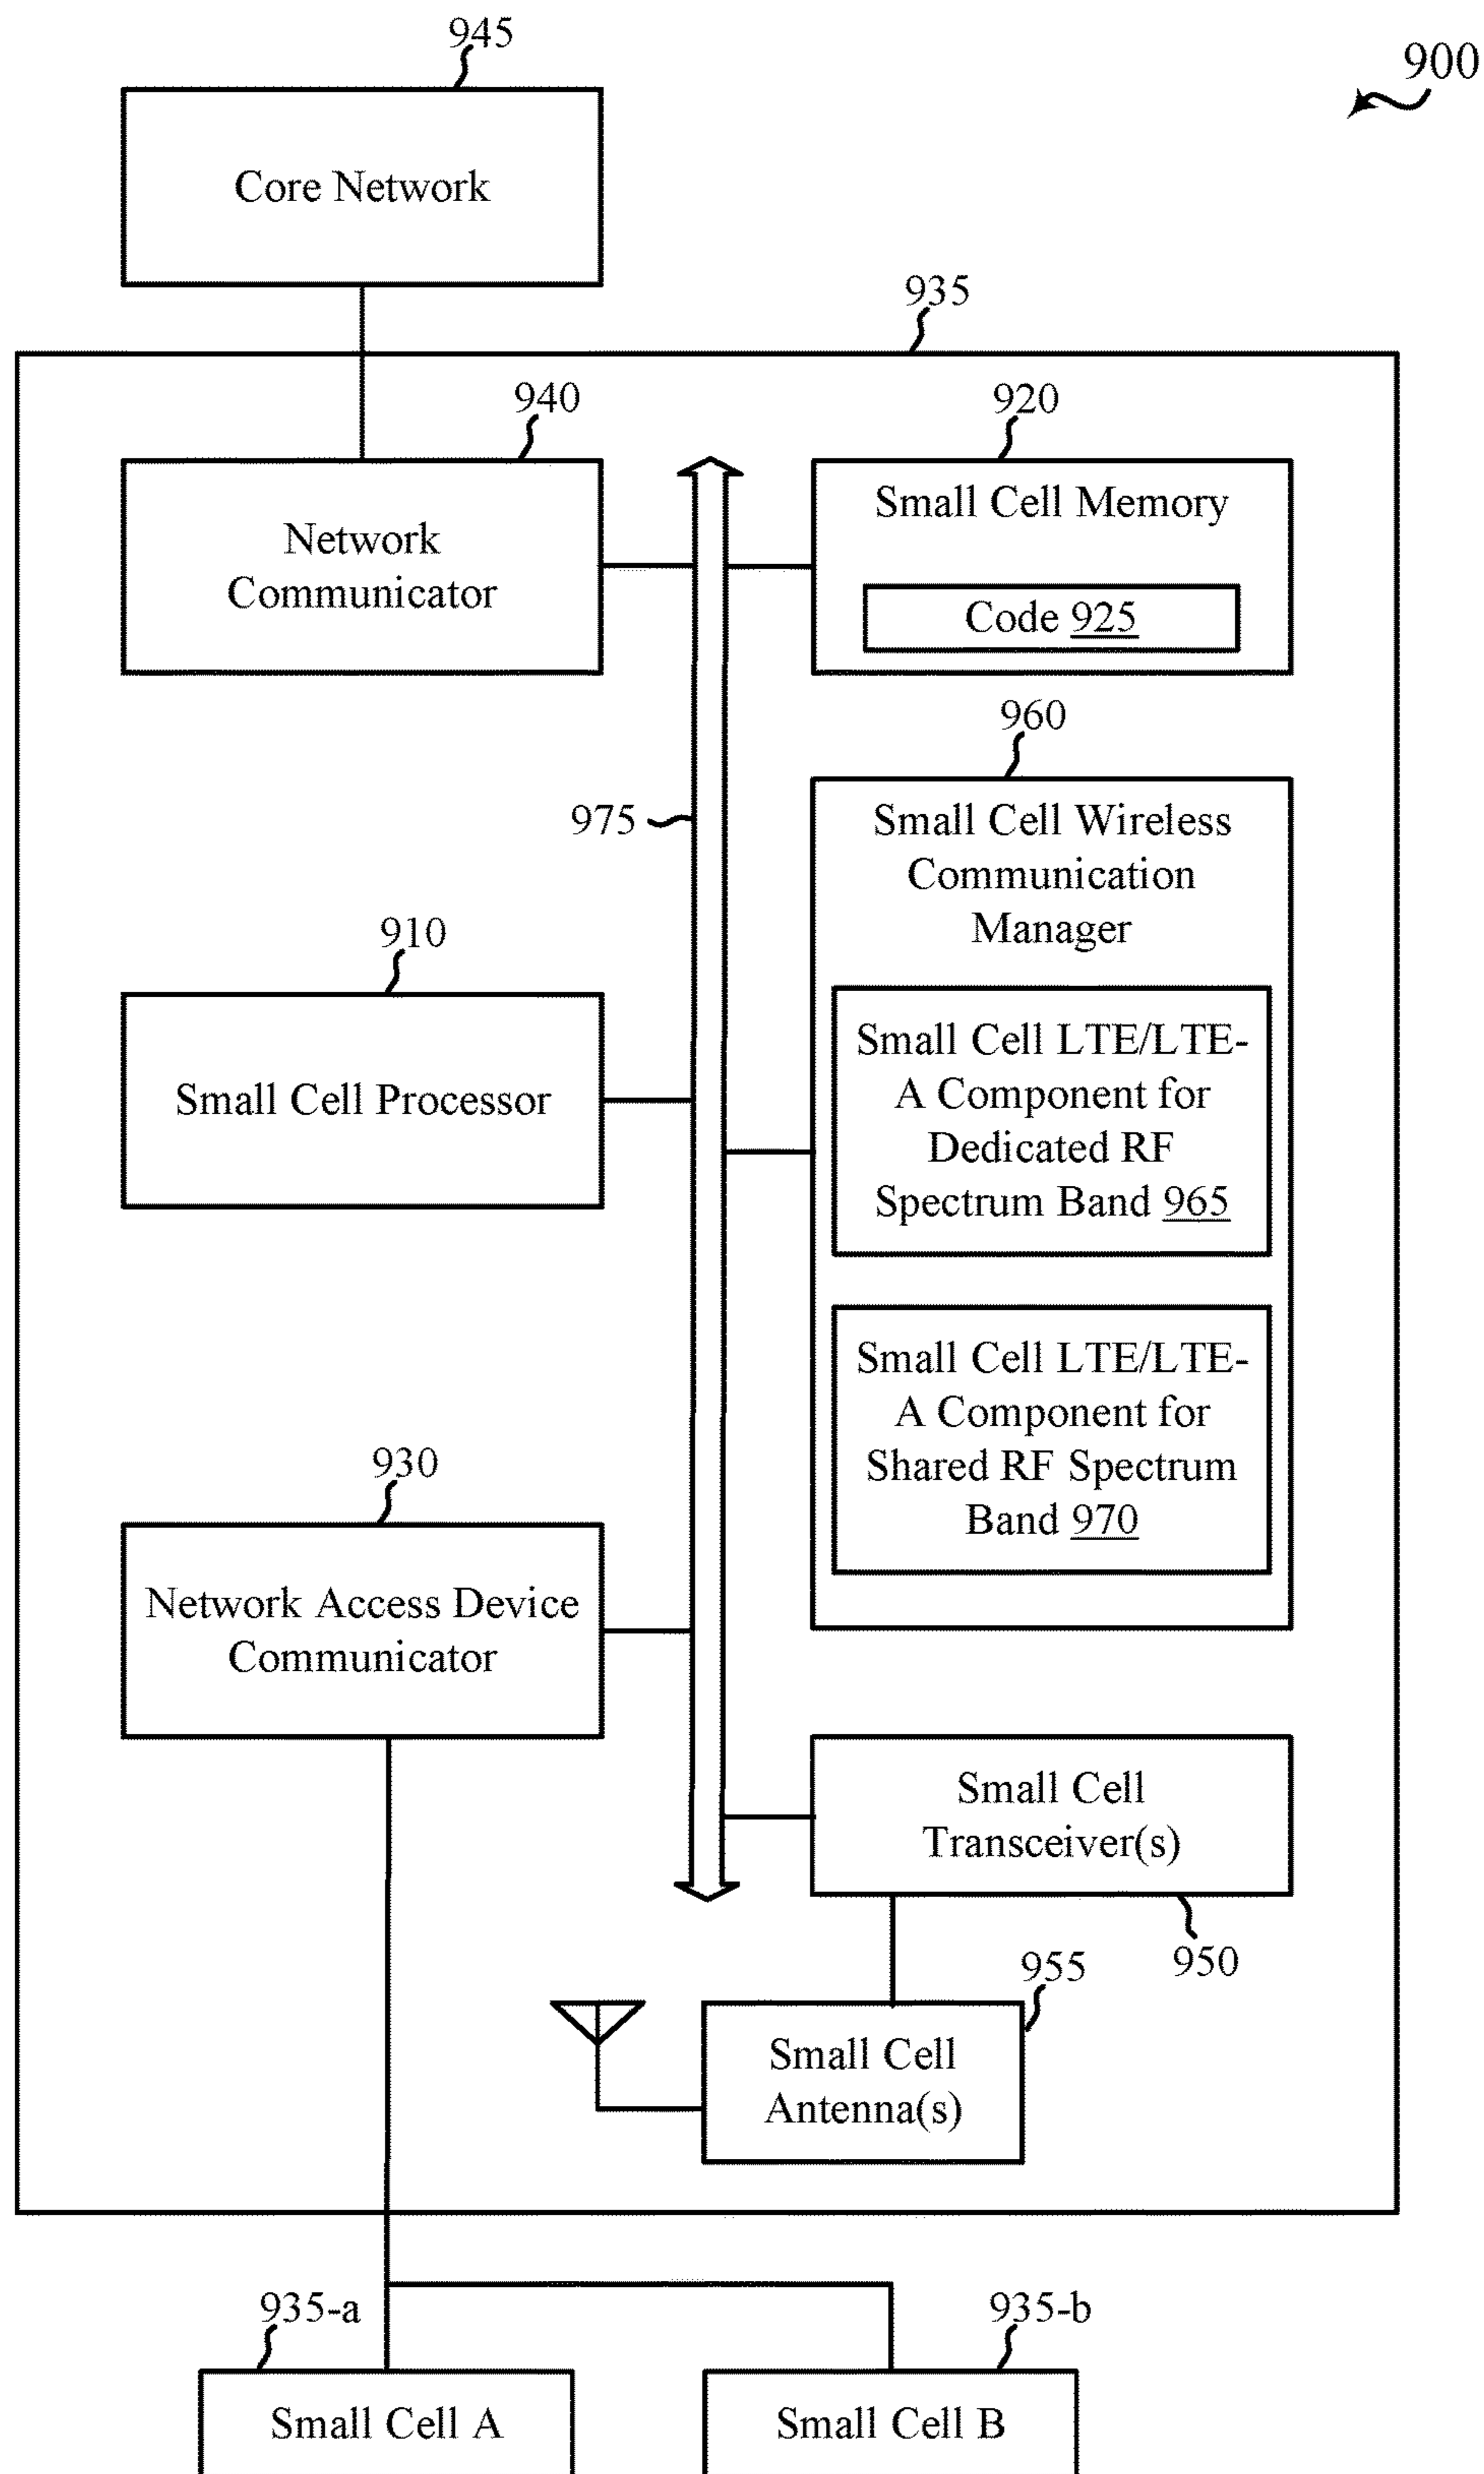 945
900
Core Network
935
940
920
Network
Communicator
Small Cell Memory
Code 925
960
975
Small Cell Wireless
Communication
Manager
910
Small Cell Processor
Small Cell LTE/LTE-
A Component for
Dedicated RF
Spectrum Band 965
Small Cell LTE/LTE-
A Component for
Shared RF Spectrum
Band 970
930
Network Access Device
Communicator
Small Cell
Transceiver(s)
950
955
Small Cell
Antenna(s)
935-a
935-b
Small Cell A
Small Cell B